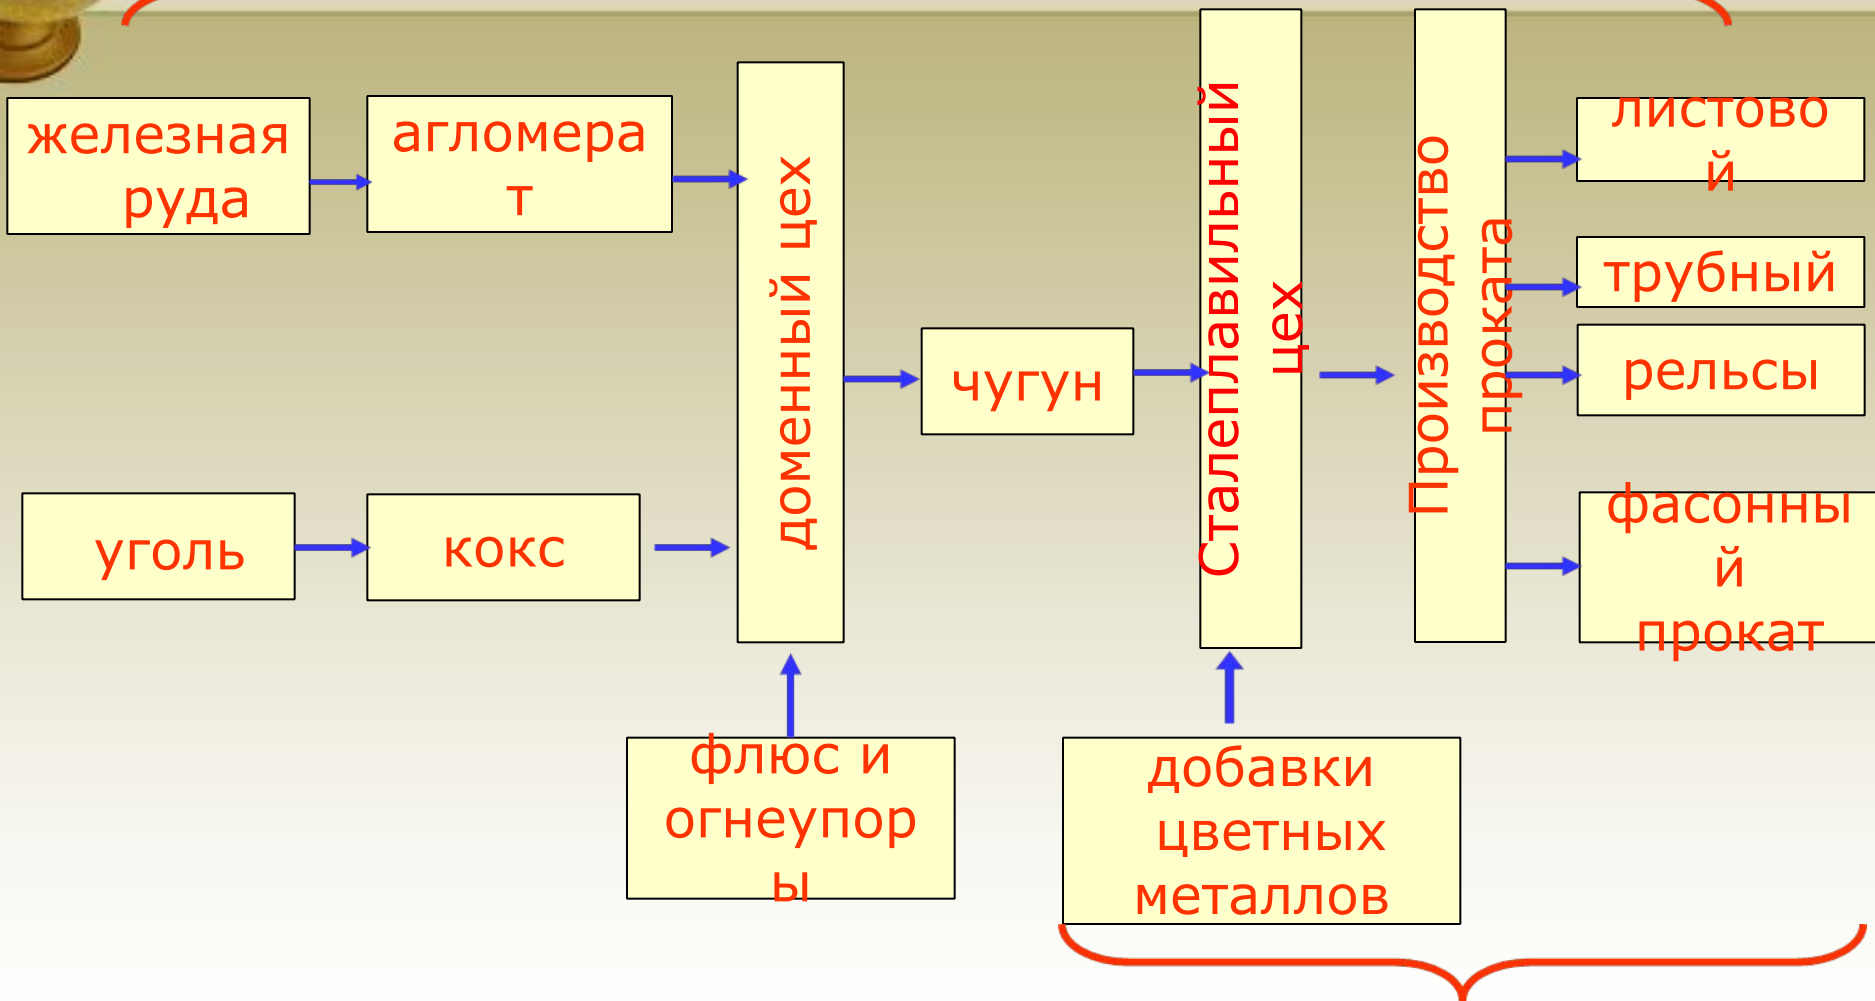 железная
руда
агломера
т
доменный цех
Сталеплавильный
цех
Производство
проката
листово
й
трубный
рельсы
чугун
уголь
кокс
фасонны
й
прокат
флюс и
огнеупор
ы
добавки
цветных
металлов